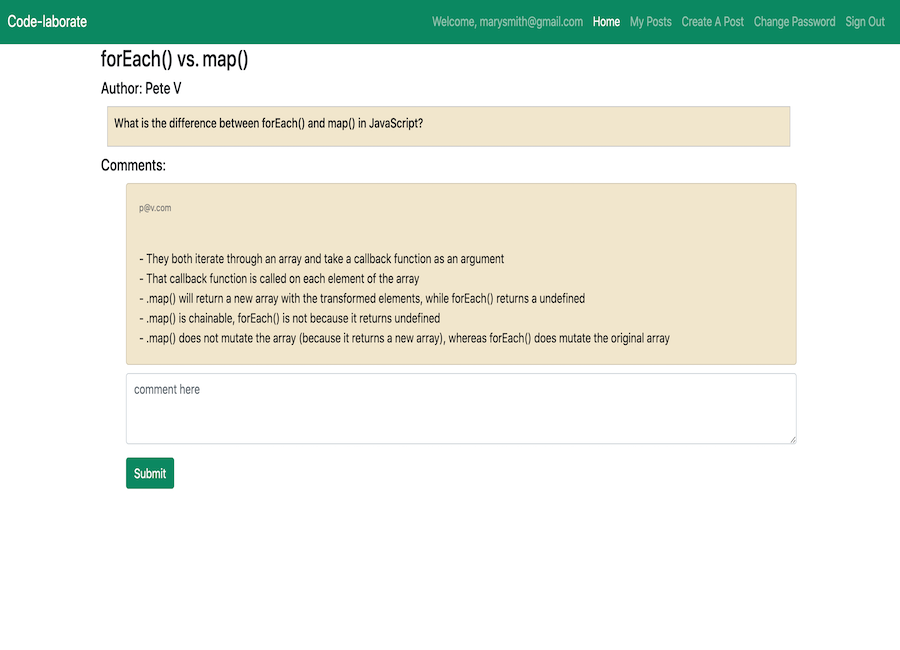 Code-laborate
Welcome, marysmith@gmail.com Home My Posts Create A Post Change Password Sign Out
forEach() vs. map()
Author: Pete V
What is the difference between forEach() and map() in JavaScript?
Comments:
p@v.com
- They both iterate through an array and take a callback function as an argument
- That callback function is called on each element of the array
- .map() will return a new array with the transformed elements, while forEach() returns a undefined
- .map() is chainable, forEach() is not because it returns undefined
- .map() does not mutate the array (because it returns a new array), whereas forEach() does mutate the original array
comment here
Submit